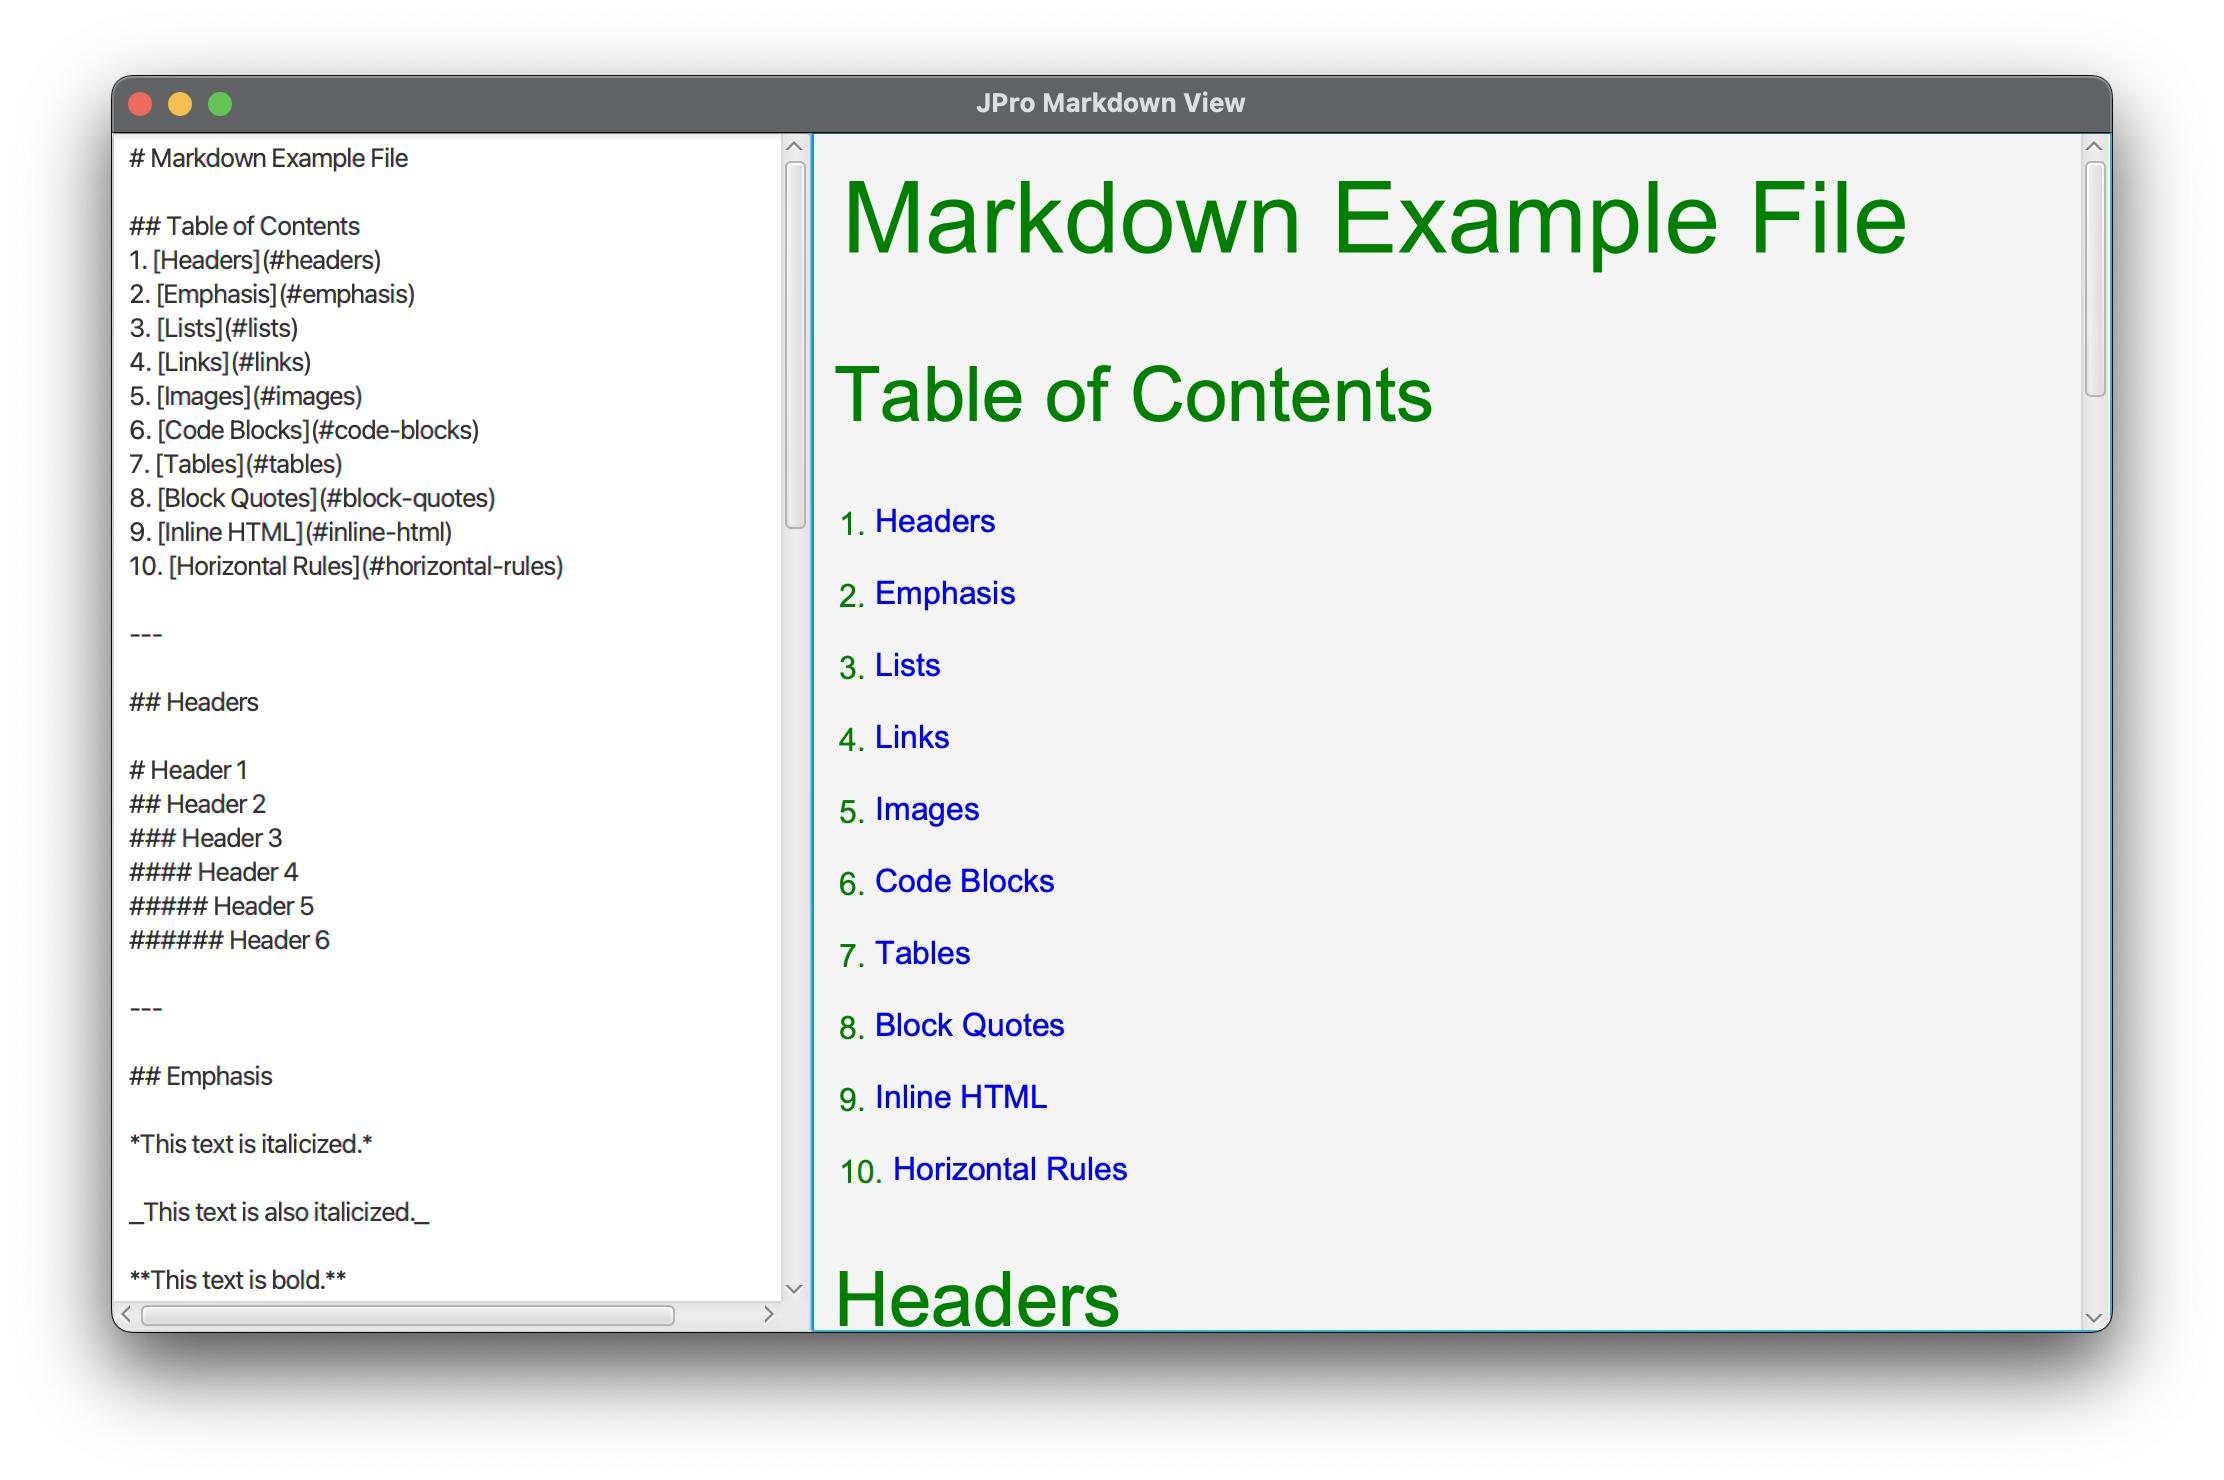 JPro Markdown View
# Markdown Example File
## Table of Contents
1. [Headers](#headers)
2. [Emphasis](#emphasis)
3. [Lists](#lists)
4. [Links](#links)
5. [Images](#images)
6. [Code Blocks](#code-blocks)
7. [Tables](#tables)
8. [Block Quotes](#block-quotes)
9. [Inline HTML](#inline-html)
10. [Horizontal Rules](#horizontal-rules)
---
## Headers
# Header 1
## Header 2
### Header 3
#### Header 4
##### Header 5
###### Header 6
---
## Emphasis
*This text is italicized.*
_This text is also italicized._
**This text is bold.**
Markdown Example File
Table of Contents
1. Headers
2. Emphasis
3. Lists
4. Links
5. Images
6. Code Blocks
7. Tables
8. Block Quotes
9. Inline HTML
10. Horizontal Rules
Headers